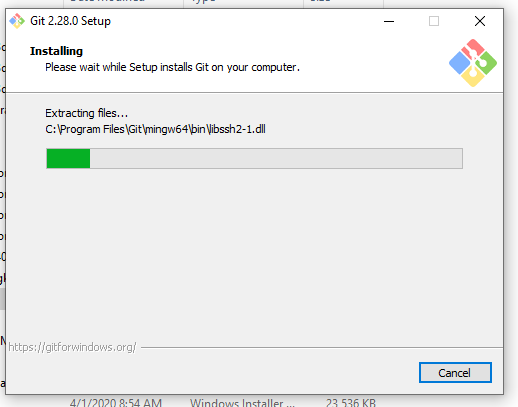 Git 2.28.0 Setup
Installing
Please wait while Setup installs Git on your computer.
Extracting files...
C:\Program Files\Git\mingw64\bin\libssh2-1.dll
https://gitforwindows.org/
Cancel
4/1/2020 8:54 AM Windows Installer ... 23,536 KB